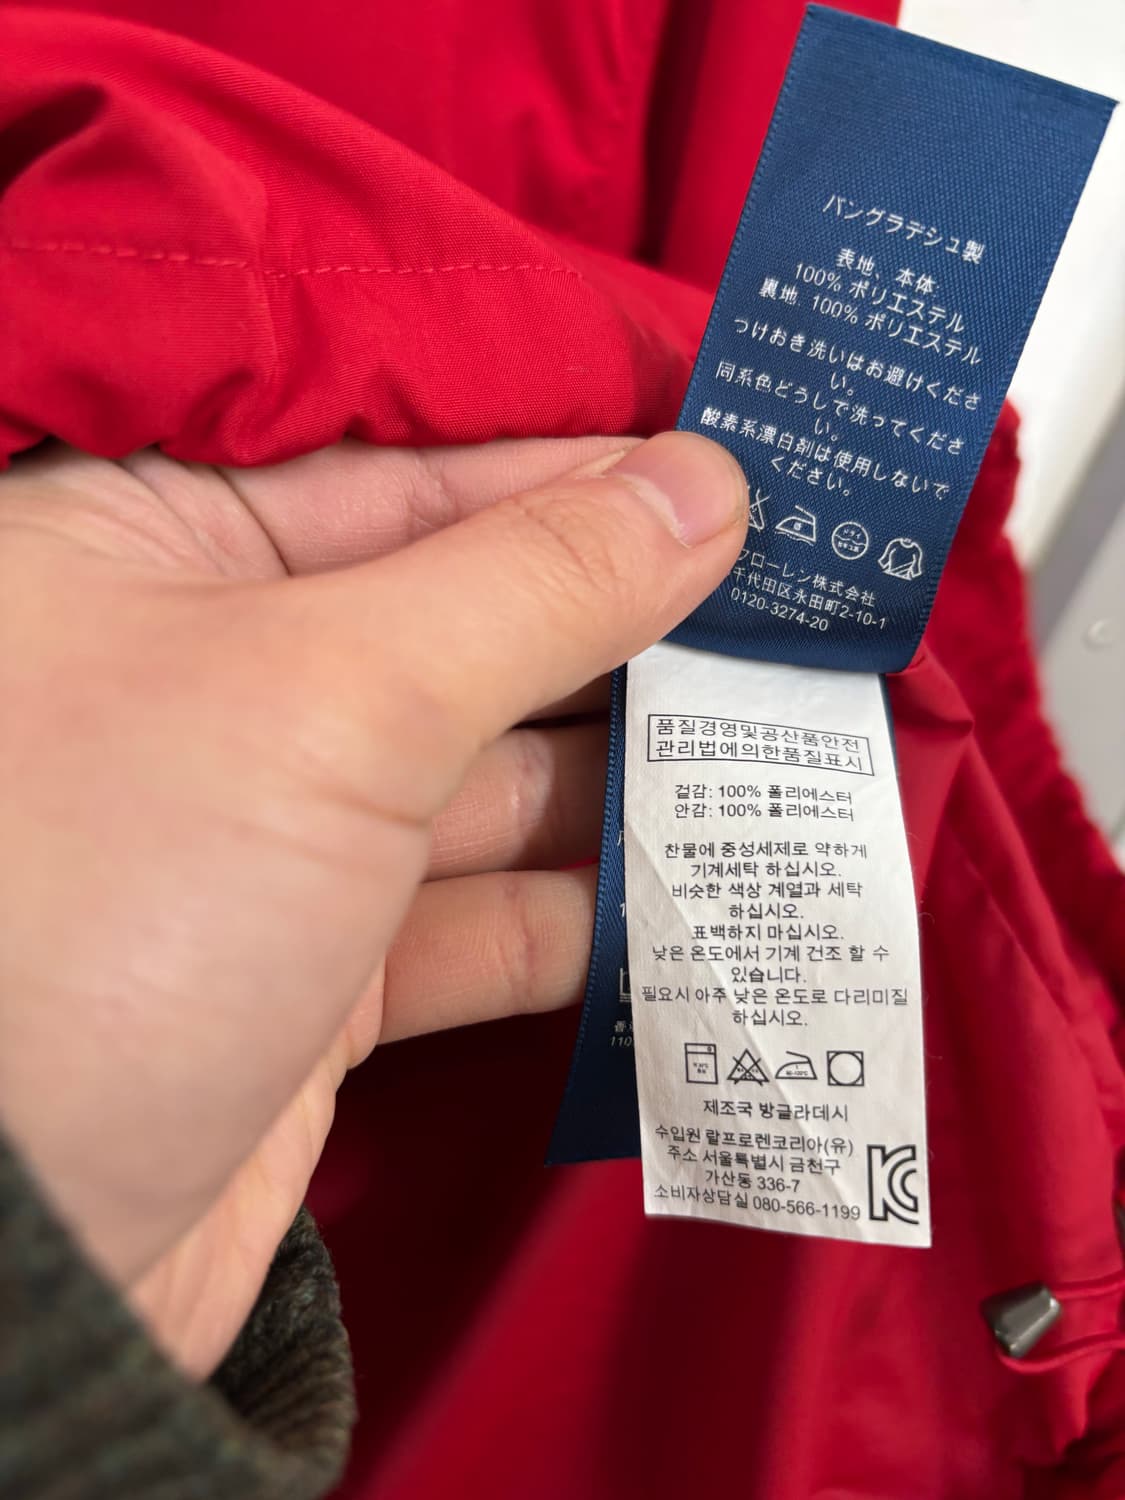 バングラデシュ製
表地、本体.
100% ポリエステル
裏地. 100% ポリエステル
つけおき洗いはお避けくださ
い。
同系色どうしで洗ってくださ
い。
酸素系漂白剤は使用しないで
ください。
ドライ
セキユ系
フローレン株式会社
千代田区永田町2-10-1
0120-3274-20
품질경영및공산품안전
관리법에의한품질표시
겉감: 100% 폴리에스터
안감: 100% 폴리에스터
찬물에 중성세제로 약하게
기계세탁 하십시오.
비슷한 색상 계열과 세탁
하십시오.
표백하지 마십시오.
낮은 온도에서 기계 건조 할 수
있습니다.
필요시 아주 낮은 온도로 다리미질
하십시오.
제조국 방글라데시
수입원 랄프로렌코리아(유)
주소 서울특별시 금천구
가산동 336-7
소비자상담실 080-566-1199
KC